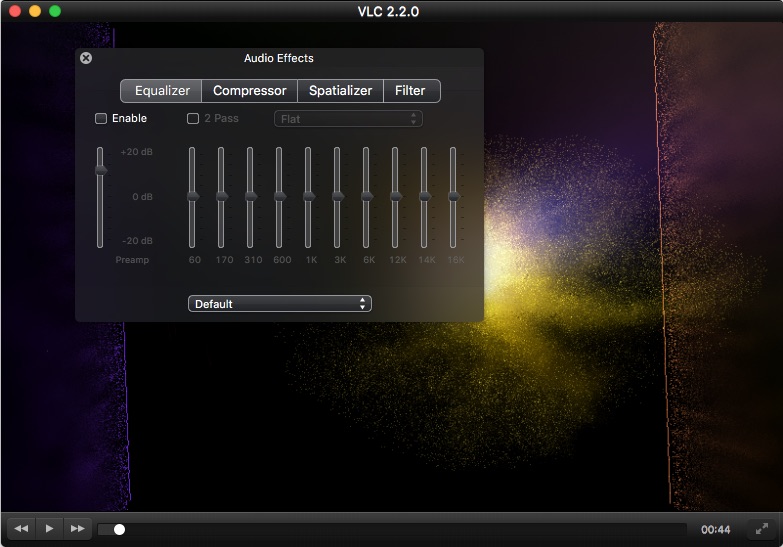 VLC 2.2.0
Audio Effects
Equalizer Compressor Spatializer Filter
Enable 2 Pass Flat
+20 dB
0 dB
-20 dB
Preamp 60 170 310 600 1K 3K 6K 12K 14K 16K
Default
00:44